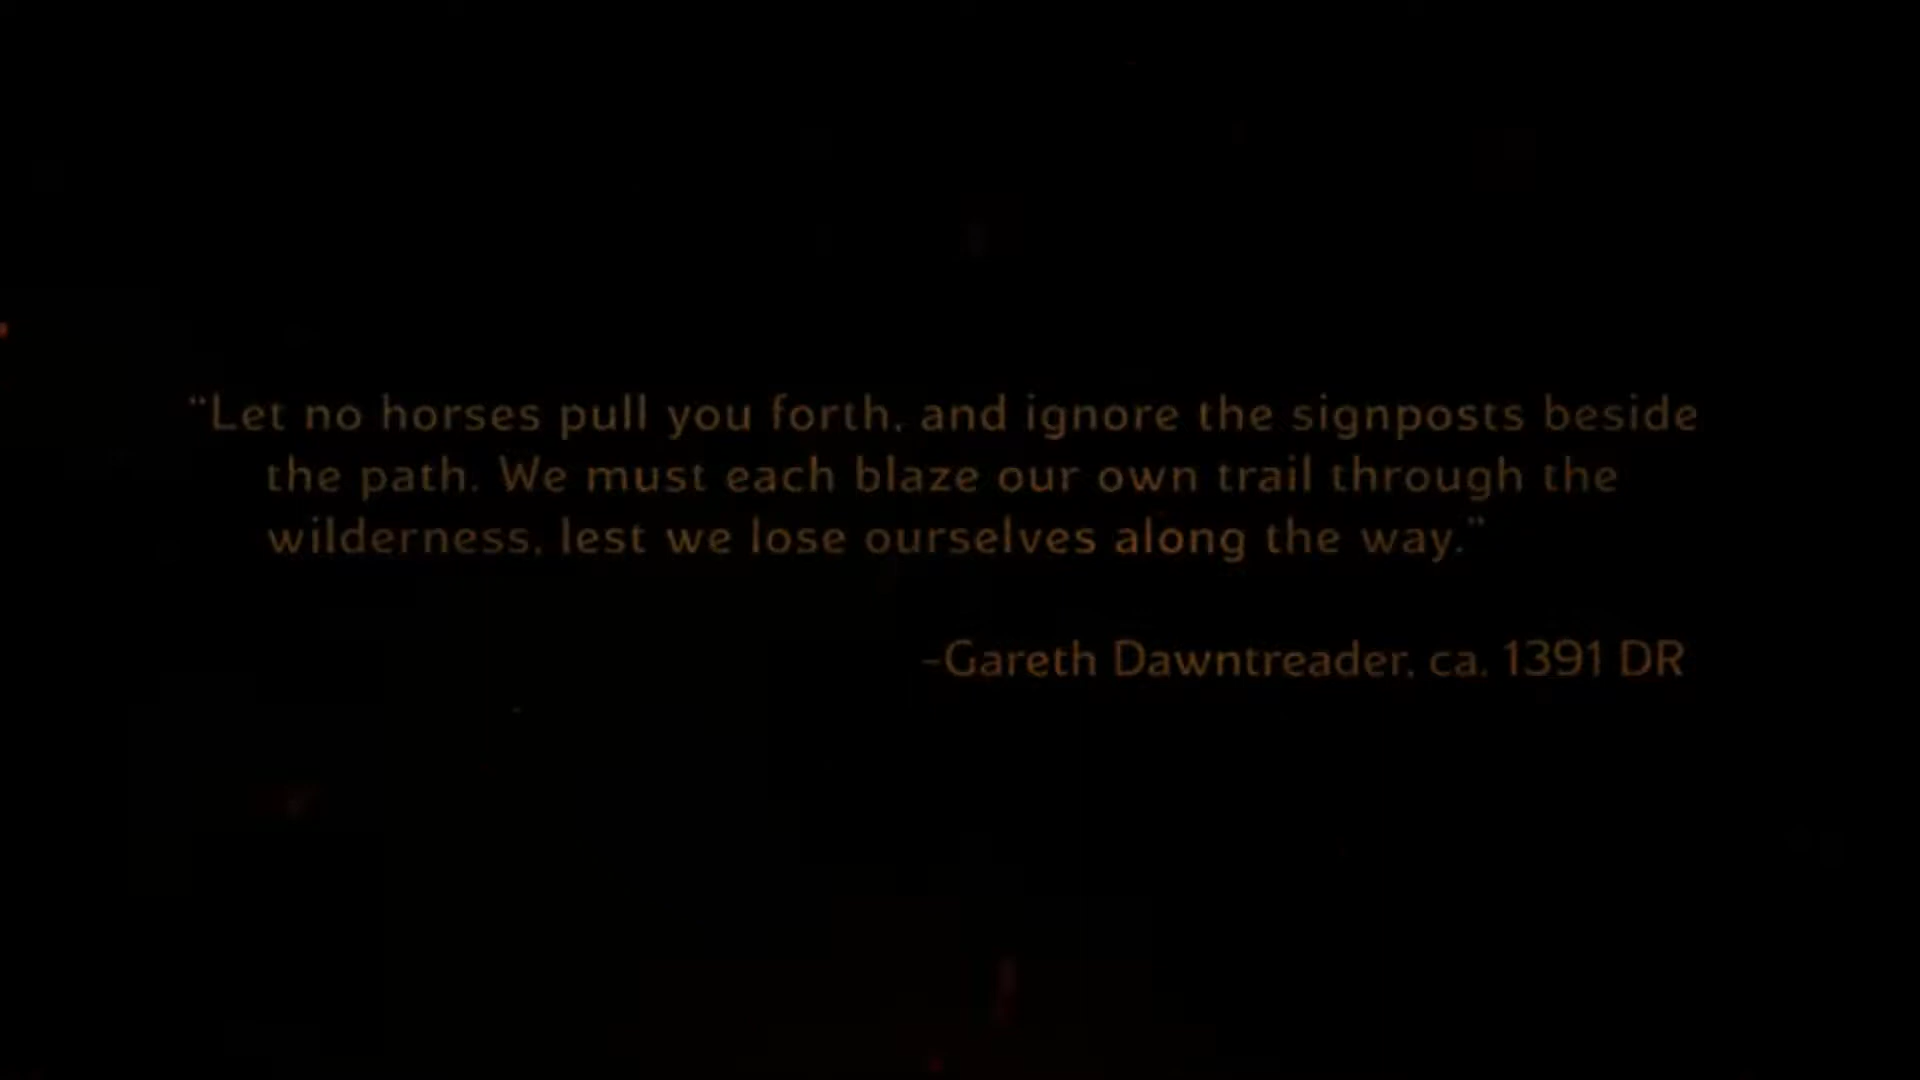 “Let no horses pull you forth, and ignore the signposts beside
the path. We must each blaze our own trail through the
wilderness, lest we lose ourselves along the way.”
–Gareth Dawntreader, ca. 1391 DR